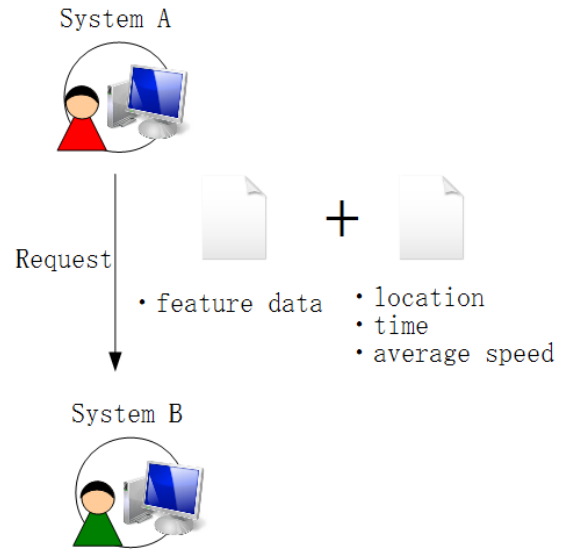 System A
Request
・feature data
+
・location
・time
・average speed
System B